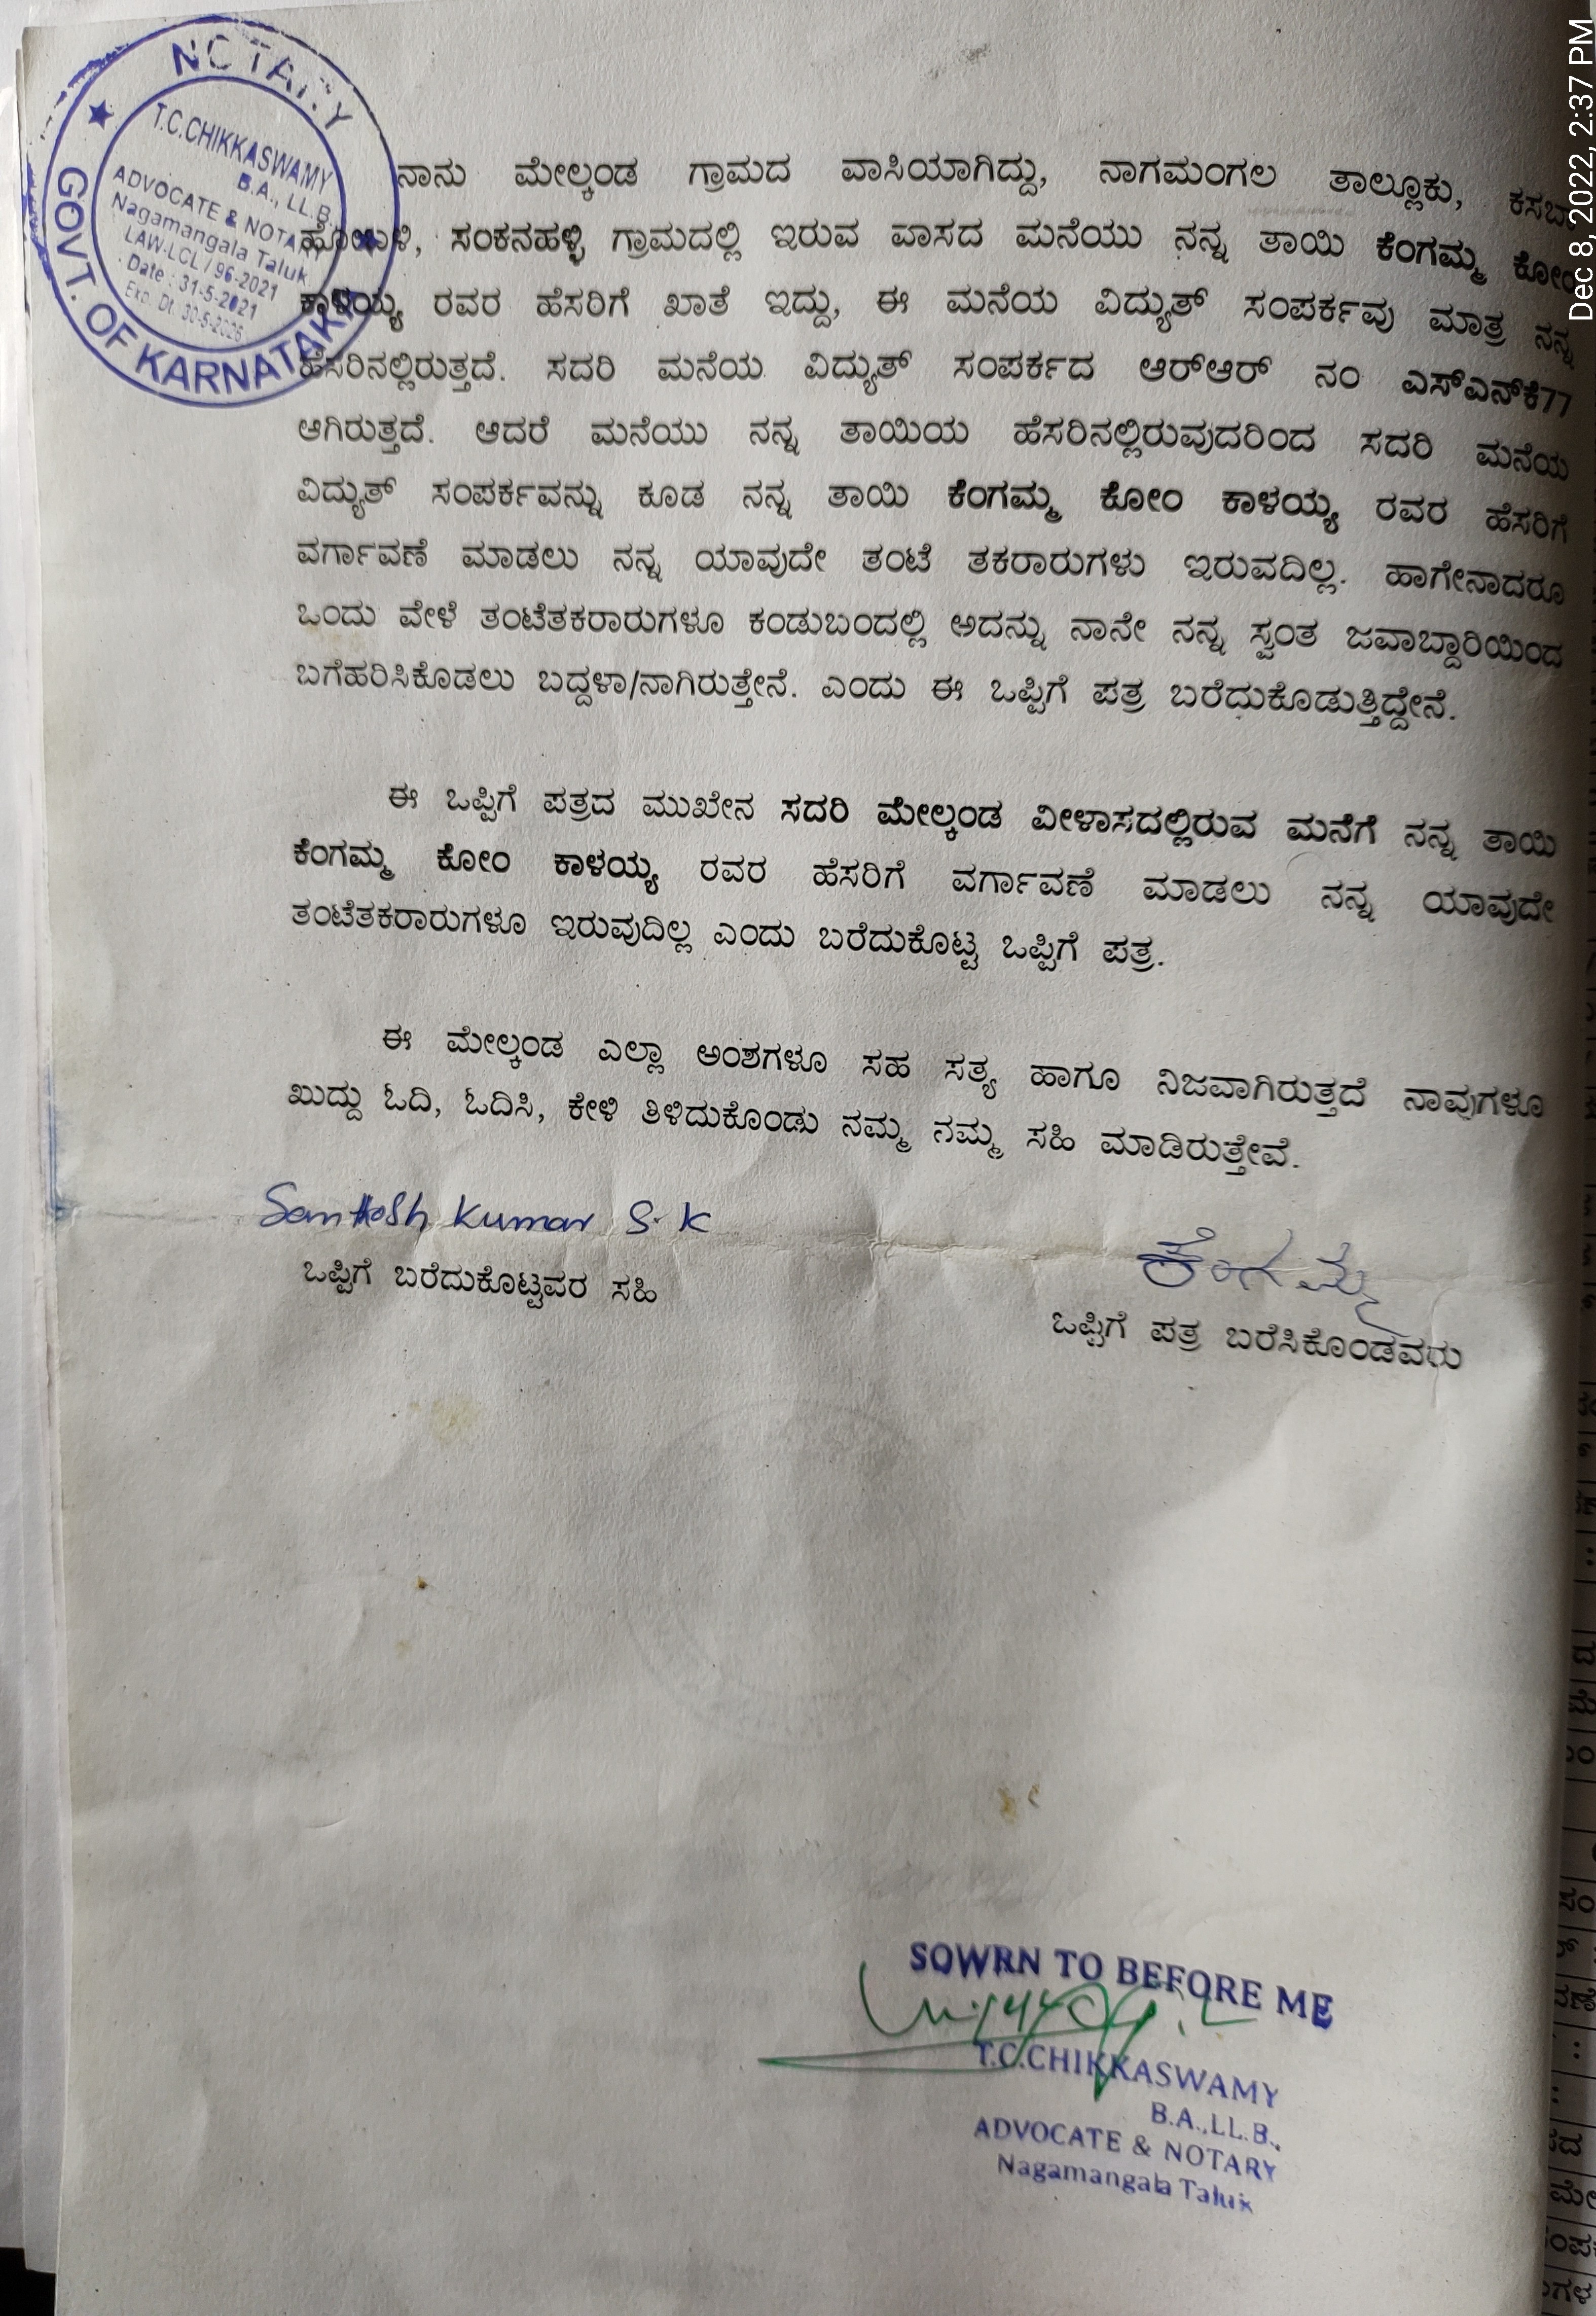 Dec 8, 2022, 2:37 PM
NOTARY
GOVT. OF KARNATAKA
T.C.CHIKKASWAMY
B.A., LL.B.
ADVOCATE & NOTARY
Nagamangala Taluk
LAW-LCL / 96-2021
Date : 31-5-2021
Exp. Dt. 30-5-2026
ನಾನು ಮೇಲ್ಕಂಡ ಗ್ರಾಮದ ವಾಸಿಯಾಗಿದ್ದು, ನಾಗಮಂಗಲ ತಾಲ್ಲೂಕು, ಕಸಬಾ
ಹೋಬಳಿ, ಸಂಕನಹಳ್ಳಿ ಗ್ರಾಮದಲ್ಲಿ ಇರುವ ವಾಸದ ಮನೆಯು ನನ್ನ ತಾಯಿ ಕೆಂಗಮ್ಮ ಕೋಂ
ಕಾಳಯ್ಯ ರವರ ಹೆಸರಿಗೆ ಖಾತೆ ಇದ್ದು, ಈ ಮನೆಯ ವಿದ್ಯುತ್ ಸಂಪರ್ಕವು ಮಾತ್ರ ನನ್ನ
ಹೆಸರಿನಲ್ಲಿರುತ್ತದೆ. ಸದರಿ ಮನೆಯ ವಿದ್ಯುತ್ ಸಂಪರ್ಕದ ಆರ್‌ಆರ್ ನಂ ಎಸ್‌ಎನ್‌ಕೆ77
ಆಗಿರುತ್ತದೆ. ಆದರೆ ಮನೆಯು ನನ್ನ ತಾಯಿಯ ಹೆಸರಿನಲ್ಲಿರುವುದರಿಂದ ಸದರಿ ಮನೆಯ
ವಿದ್ಯುತ್ ಸಂಪರ್ಕವನ್ನು ಕೂಡ ನನ್ನ ತಾಯಿ ಕೆಂಗಮ್ಮ ಕೋಂ ಕಾಳಯ್ಯ ರವರ ಹೆಸರಿಗೆ
ವರ್ಗಾವಣೆ ಮಾಡಲು ನನ್ನ ಯಾವುದೇ ತಂಟೆ ತಕರಾರುಗಳು ಇರುವದಿಲ್ಲ. ಹಾಗೇನಾದರೂ
ಒಂದು ವೇಳೆ ತಂಟೆತಕರಾರುಗಳೂ ಕಂಡುಬಂದಲ್ಲಿ ಅದನ್ನು ನಾನೇ ನನ್ನ ಸ್ವಂತ ಜವಾಬ್ದಾರಿಯಿಂದ
ಬಗೆಹರಿಸಿಕೊಡಲು ಬದ್ದಳಾ/ನಾಗಿರುತ್ತೇನೆ. ಎಂದು ಈ ಒಪ್ಪಿಗೆ ಪತ್ರ ಬರೆದುಕೊಡುತ್ತಿದ್ದೇನೆ.
ಈ ಒಪ್ಪಿಗೆ ಪತ್ರದ ಮುಖೇನ ಸದರಿ ಮೇಲ್ಕಂಡ ವೀಳಾಸದಲ್ಲಿರುವ ಮನೆಗೆ ನನ್ನ ತಾಯಿ
ಕೆಂಗಮ್ಮ ಕೋಂ ಕಾಳಯ್ಯ ರವರ ಹೆಸರಿಗೆ ವರ್ಗಾವಣೆ ಮಾಡಲು ನನ್ನ ಯಾವುದೇ
ತಂಟೆತಕರಾರುಗಳೂ ಇರುವುದಿಲ್ಲ ಎಂದು ಬರೆದುಕೊಟ್ಟ ಒಪ್ಪಿಗೆ ಪತ್ರ.
ಈ ಮೇಲ್ಕಂಡ ಎಲ್ಲಾ ಅಂಶಗಳೂ ಸಹ ಸತ್ಯ ಹಾಗೂ ನಿಜವಾಗಿರುತ್ತದೆ ನಾವುಗಳೂ
ಖುದ್ದು ಓದಿ, ಓದಿಸಿ, ಕೇಳಿ ತಿಳಿದುಕೊಂಡು ನಮ್ಮ ನಮ್ಮ ಸಹಿ ಮಾಡಿರುತ್ತೇವೆ.
Santhosh Kumar S. K
ಒಪ್ಪಿಗೆ ಬರೆದುಕೊಟ್ಟವರ ಸಹಿ
ಕೆಂಗಮ್ಮ
ಒಪ್ಪಿಗೆ ಪತ್ರ ಬರೆಸಿಕೊಂಡವರು
SOWRN TO BEFORE ME
T.C.CHIKKASWAMY
B.A.,LL.B.,
ADVOCATE & NOTARY
Nagamangala Taluk